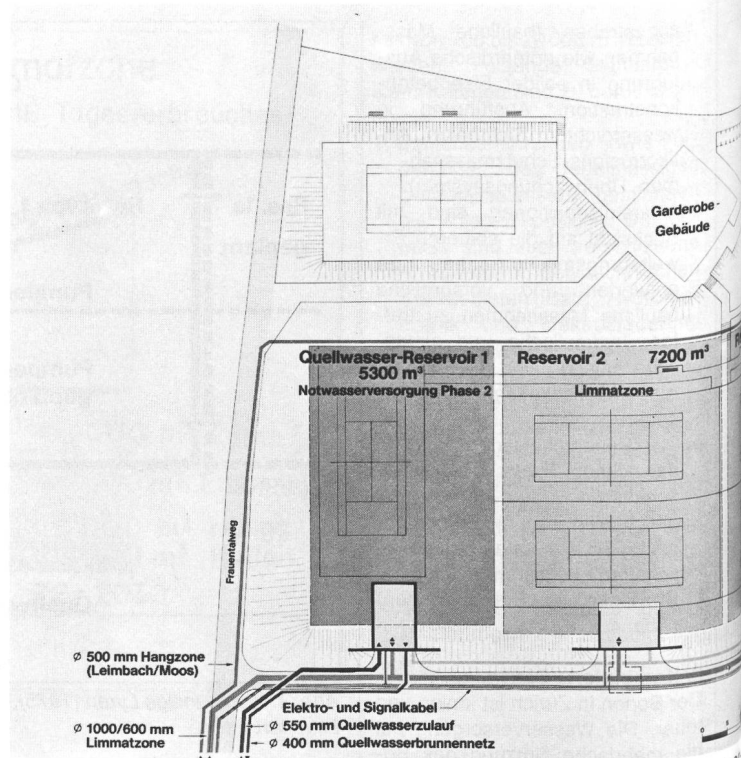 Garderobe-
Gebäude
Quellwasser-Reservoir 1
5300 m³
Notwasserversorgung Phase 2
Reservoir 2 7200 m³
Limmatzone
Frauentalweg
ø 500 mm Hangzone
(Leimbach/Moos)
Elektro- und Signalkabel
ø 550 mm Quellwasserzulauf
ø 400 mm Quellwasserbrunnennetz
ø 1000/600 mm
Limmatzone